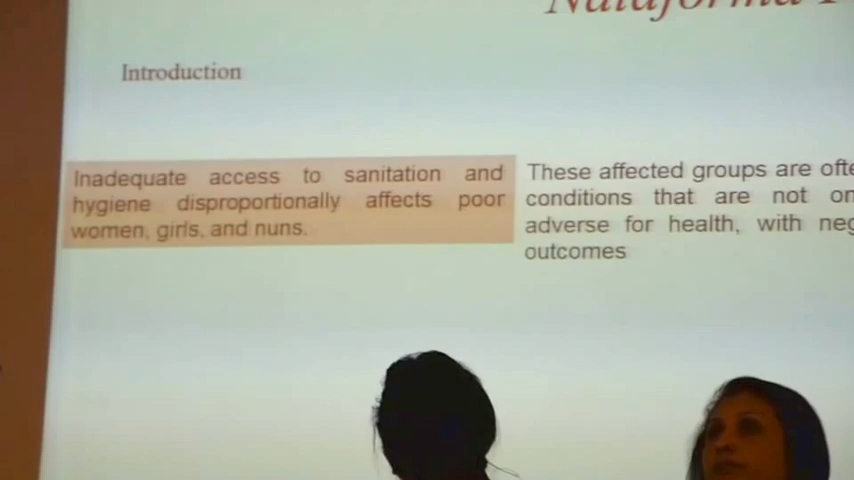 Introduction
Inadequate access to sanitation and
hygiene disproportionally affects poor
women, girls, and nuns.
These affected groups are
conditions that are not
adverse for health, with
outcomes